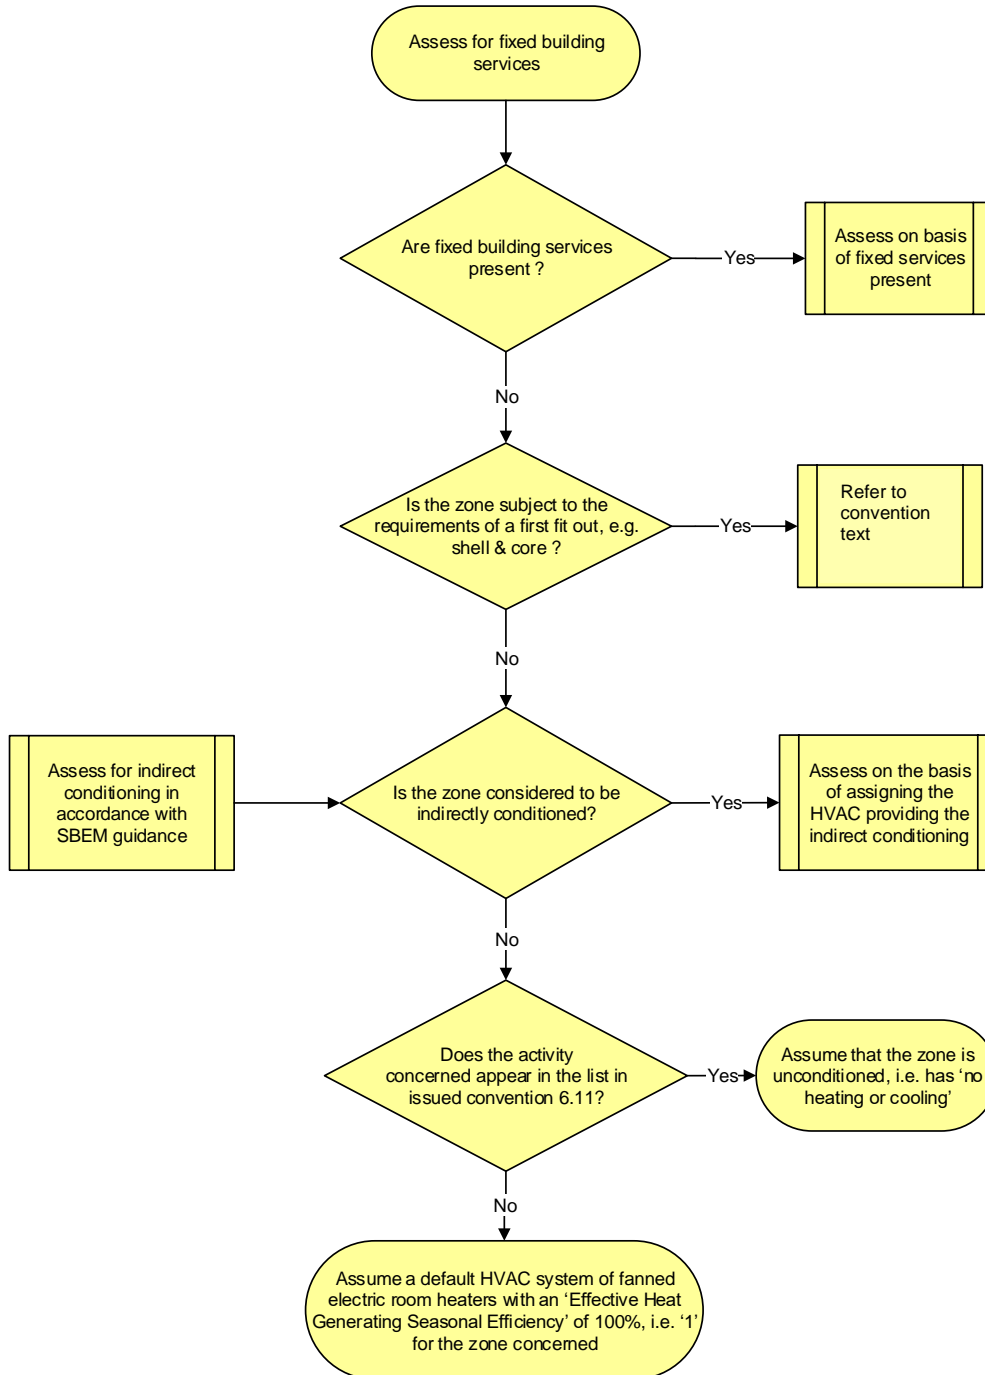 Assess for fixed building
services
Are fixed building services
present ?
Yes
Assess on basis
of fixed services
present
No
Is the zone subject to the
requirements of a first fit out, e.g.
shell & core ?
Yes
Refer to
convention
text
No
Assess for indirect
conditioning in
accordance with
SBEM guidance
Is the zone considered to be
indirectly conditioned?
Yes
Assess on the basis
of assigning the
HVAC providing the
indirect conditioning
No
Does the activity
concerned appear in the list in
issued convention 6.11?
Yes
Assume that the zone is
unconditioned, i.e. has ‘no
heating or cooling’
No
Assume a default HVAC system of fanned
electric room heaters with an ‘Effective Heat
Generating Seasonal Efficiency’ of 100%, i.e. ‘1’
for the zone concerned